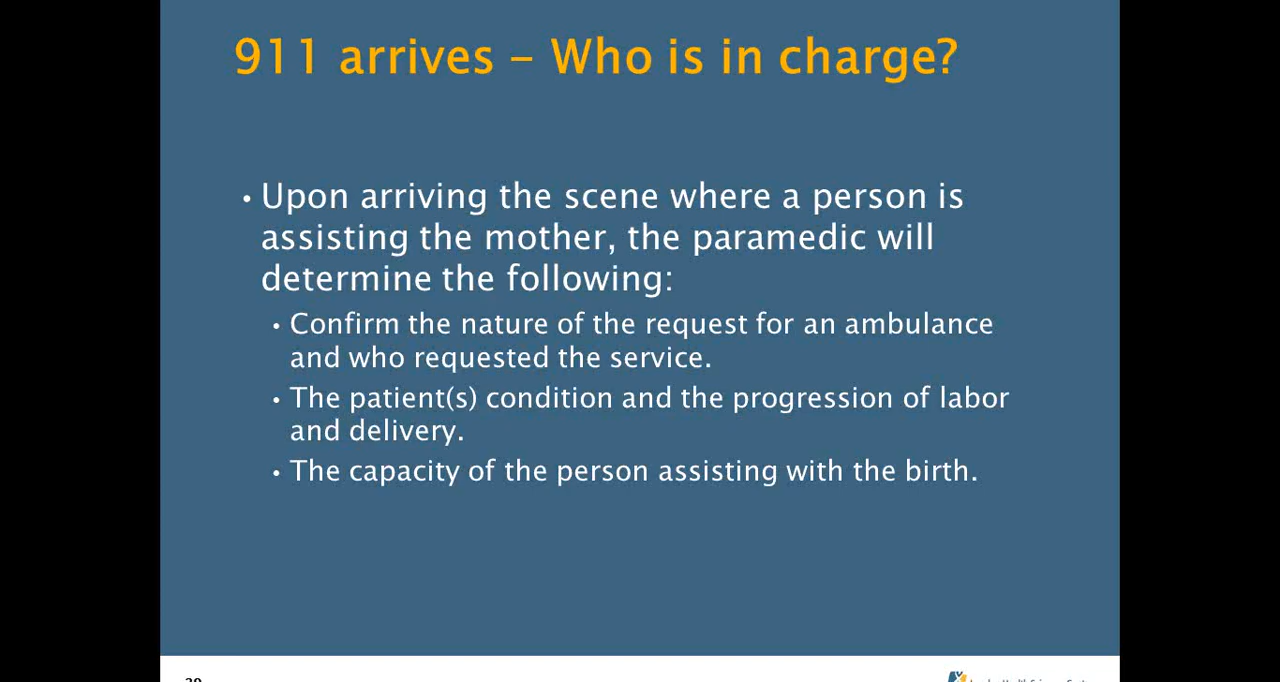 911 arrives – Who is in charge?
• Upon arriving the scene where a person is
assisting the mother, the paramedic will
determine the following:
• Confirm the nature of the request for an ambulance
and who requested the service.
• The patient(s) condition and the progression of labor
and delivery.
• The capacity of the person assisting with the birth.